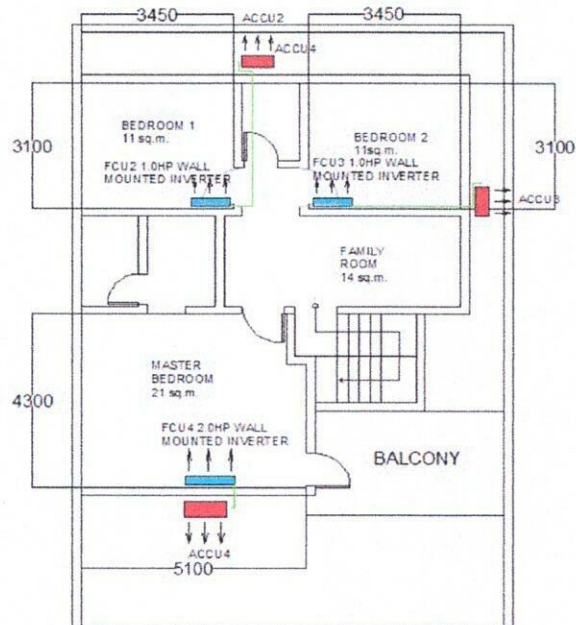 3450
ACCU2
3450
ACCU4
BEDROOM 1
11 sq.m.
BEDROOM 2
11sq.m.
3100
3100
FCU2 1.0HP WALL
MOUNTED INVERTER
FCU3 1.0HP WALL
MOUNTED INVERTER
ACCU3
FAMILY
ROOM
14 sq.m.
MASTER
BEDROOM
21 sq.m.
4300
FCU4 2.0HP WALL
MOUNTED INVERTER
BALCONY
ACCU4
5100